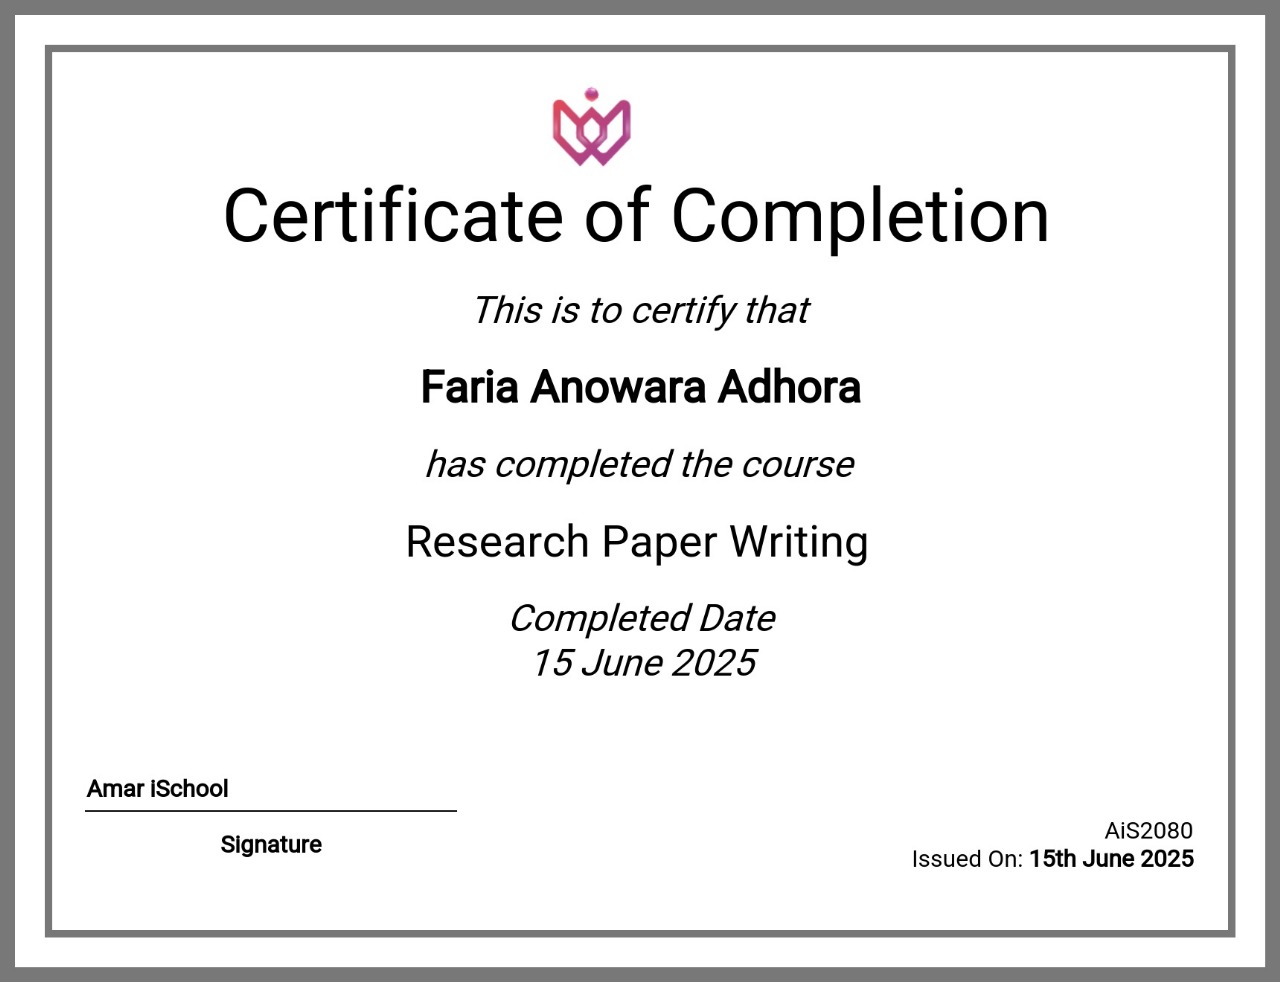 Certificate of Completion
This is to certify that
Faria Anowara Adhora
has completed the course
Research Paper Writing
Completed Date
15 June 2025
Amar iSchool
Signature
AiS2080
Issued On: 15th June 2025